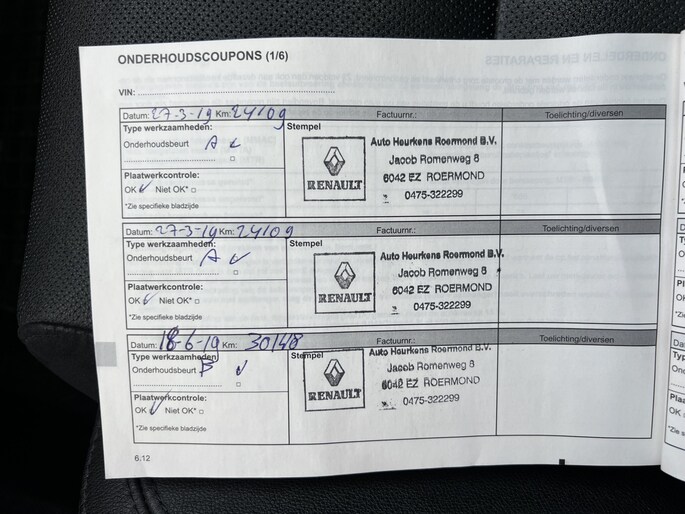 ONDERHOUDSCOUPONS (1/6)
VIN:
Datum: 27-3-19 Km: 24109 Factuurnr.: Toelichting/diversen
Type werkzaamheden: Stempel
Onderhoudsbeurt A
Plaatwerkcontrole:
OK Niet OK*
*Zie specifieke bladzijde
RENAULT
Auto Heurkens Roermond B.V.
Jacob Romenweg 8
6042 EZ ROERMOND
0475-322299
Datum: 27-3-19 Km: 24109 Factuurnr.: Toelichting/diversen
Type werkzaamheden: Stempel
Onderhoudsbeurt A
Plaatwerkcontrole:
OK Niet OK*
*Zie specifieke bladzijde
RENAULT
Auto Heurkens Roermond B.V.
Jacob Romenweg 8
6042 EZ ROERMOND
0475-322299
Datum: 18-6-19 Km: 30148 Factuurnr.: Toelichting/diversen
Type werkzaamheden Stempel
Onderhoudsbeurt B
Plaatwerkcontrole:
OK Niet OK*
*Zie specifieke bladzijde
RENAULT
Auto Heurkens Roermond B.V.
Jacob Romenweg 8
6042 EZ ROERMOND
0475-322299
6.12